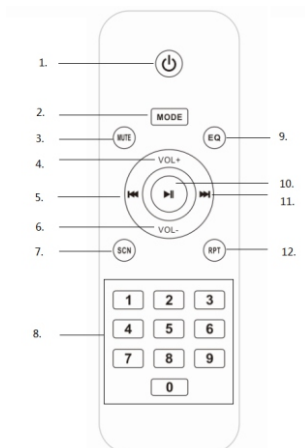 1.
2. MODE
3. MUTE EQ 9.
4. VOL+
10.
5. 11.
6. VOL-
7. SCN RPT 12.
1 2 3
8. 4 5 6
7 8 9
0